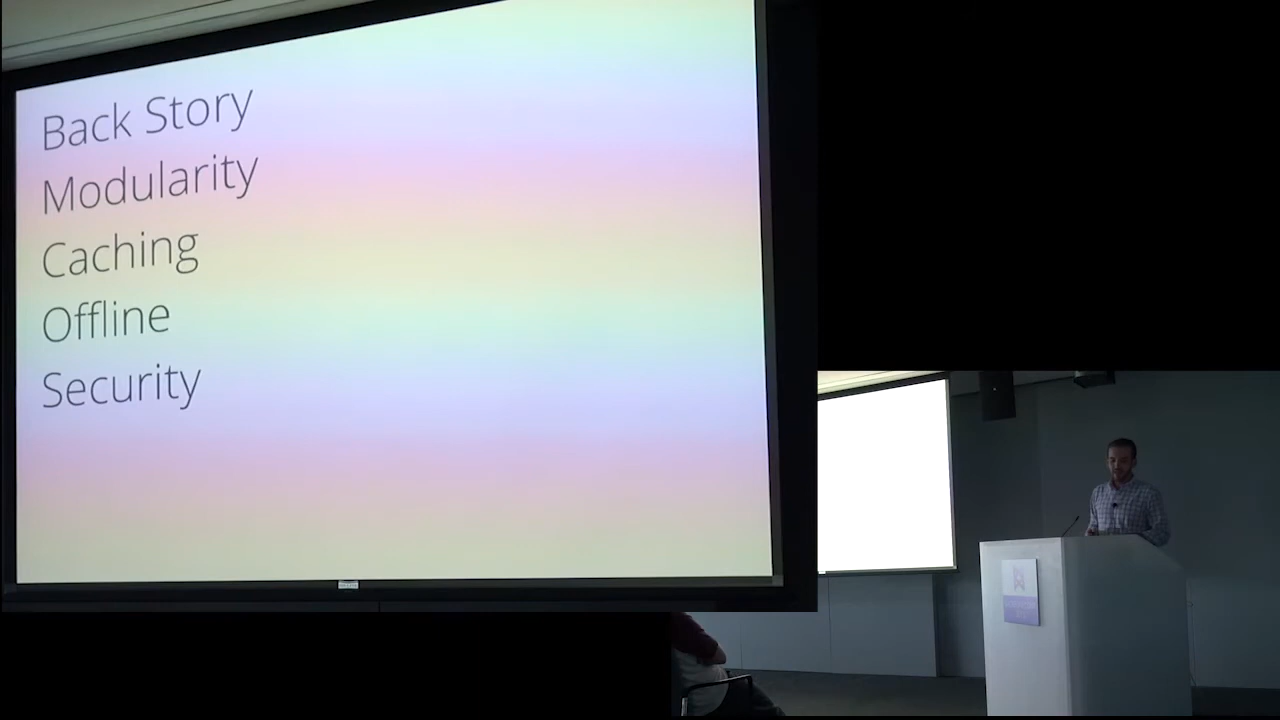 Back Story
Modularity
Caching
Offline
Security